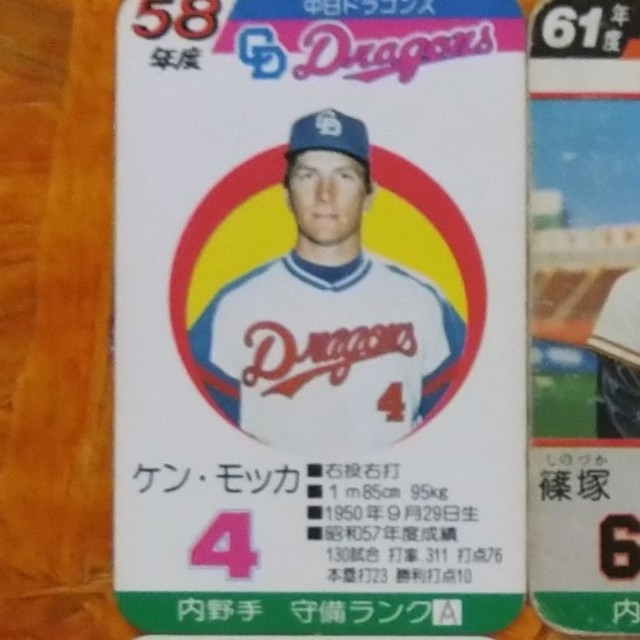 58
年度
中日ドラゴンズ
CD Dragons
CD
Dragons
4
ケン・モッカ
4
■右投右打
■1m85cm 95kg
■1950年9月29日生
■昭和57年度成績
130試合 打率.311 打点76
本塁打23 勝利打点10
内野手 守備ランクA
61年度
しのづか
篠塚
6
内